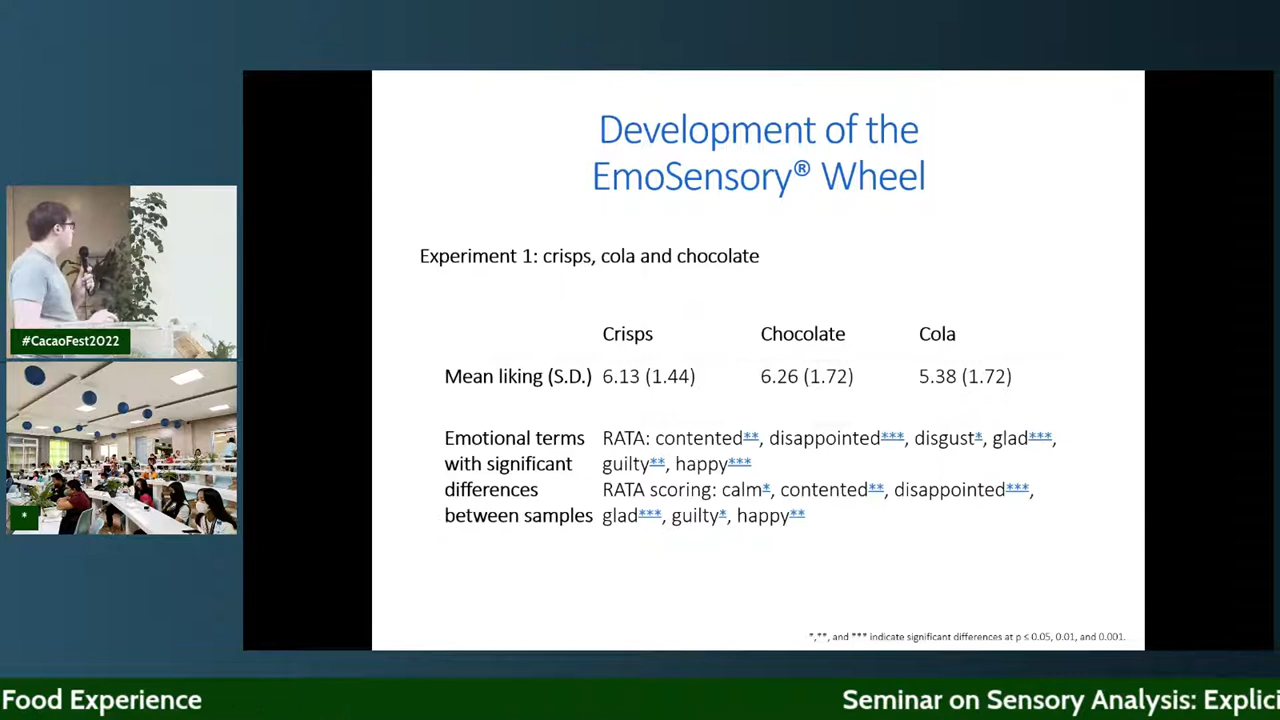 Development of the
EmoSensory® Wheel
Experiment 1: crisps, cola and chocolate
Crisps Chocolate Cola
Mean liking (S.D.) 6.13 (1.44) 6.26 (1.72) 5.38 (1.72)
Emotional terms RATA: contented**, disappointed***, disgust*, glad***,
with significant guilty**, happy***
differences RATA scoring: calm*, contented**, disappointed***,
between samples glad***, guilty*, happy**
*,**, and *** indicate significant differences at p ≤ 0.05, 0.01, and 0.001.
#CacaoFest2022
*
Food Experience
Seminar on Sensory Analysis: Explici